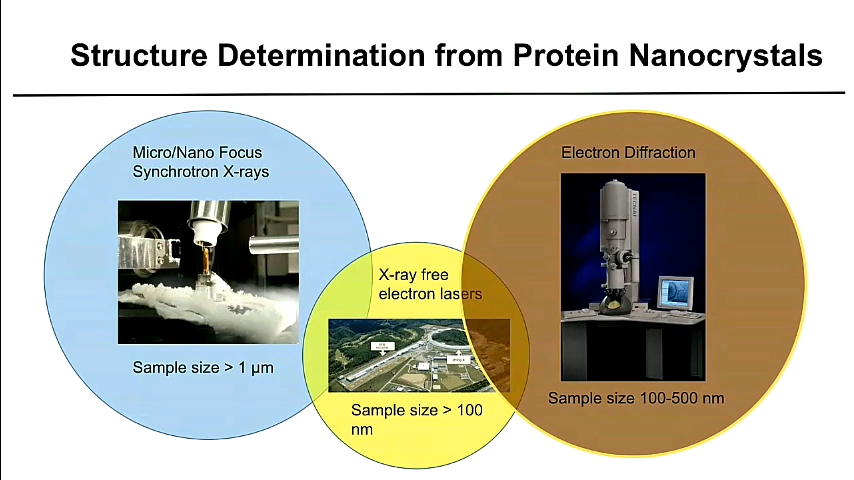 Structure Determination from Protein Nanocrystals
Micro/Nano Focus
Synchrotron X-rays
Sample size > 1 μm
X-ray free
electron lasers
Sample size > 100
nm
Electron Diffraction
Sample size 100-500 nm